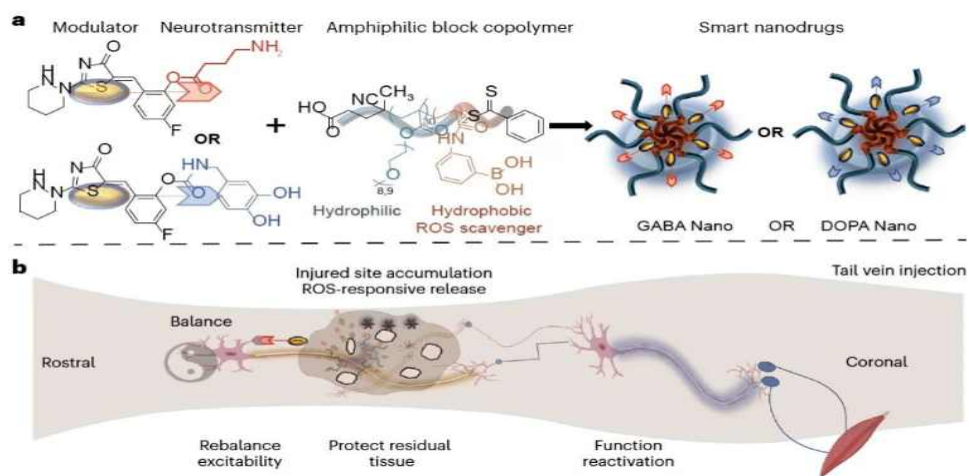 a
Modulator Neurotransmitter Amphiphilic block copolymer Smart nanodrugs
O NH₂
N O
H N S O CH₃ S
N NC
HO S
F O O
OR + O HN O OR
O
N HN O OH
H N S O O B
N OH 8,9 OH
F OH Hydrophilic Hydrophobic
ROS scavenger GABA Nano OR DOPA Nano
b
Injured site accumulation Tail vein injection
ROS-responsive release
Balance
Rostral Coronal
Rebalance Protect residual Function
excitability tissue reactivation